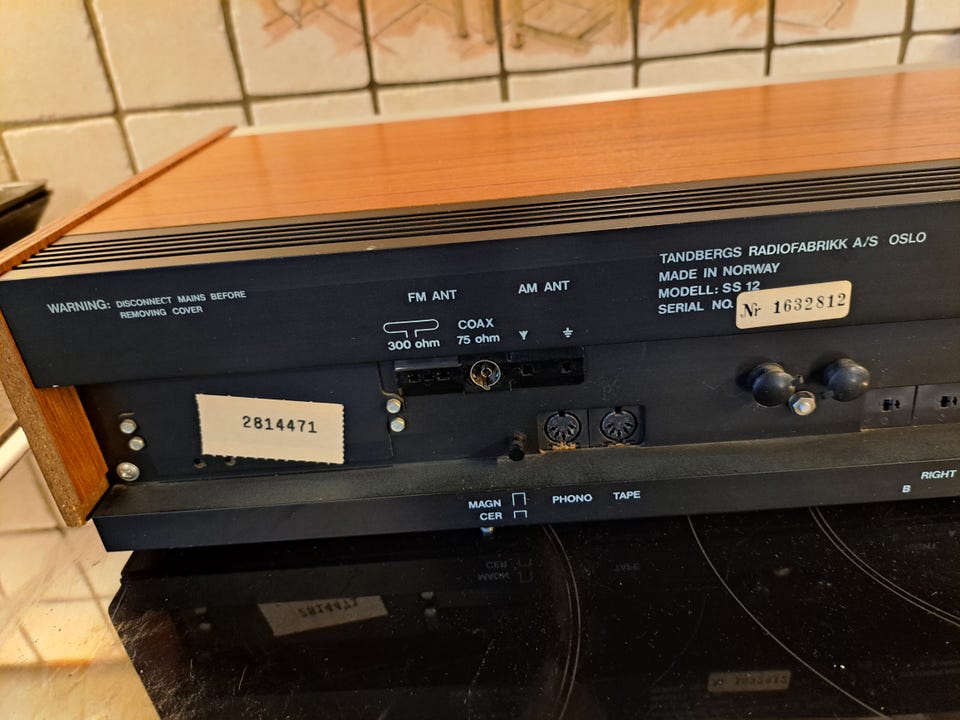 WARNING: DISCONNECT MAINS BEFORE
REMOVING COVER
FM ANT
AM ANT
300 ohm
COAX
75 ohm
TANDBERGS RADIOFABRIKK A/S OSLO
MADE IN NORWAY
MODELL: SS 12
SERIAL NO.
Nr 1632812
2814471
MAGN
CER
PHONO
TAPE
RIGHT
B